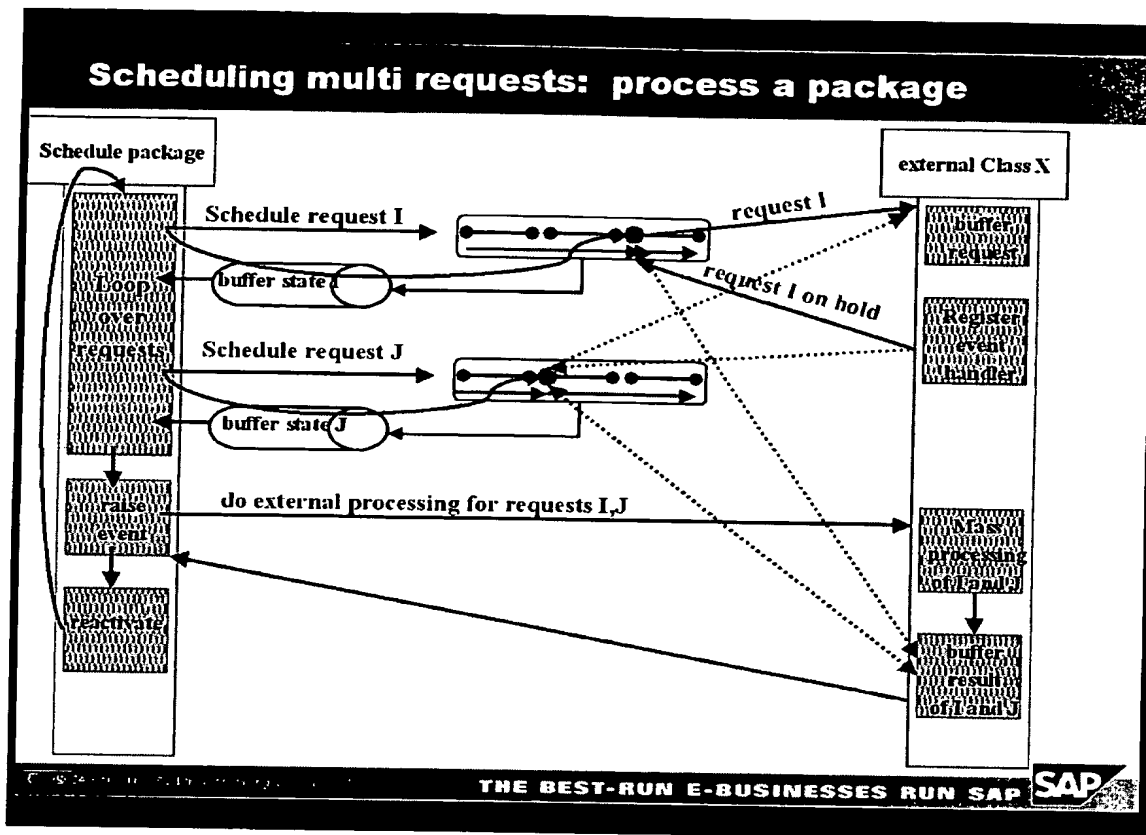 Scheduling multi requests: process a package
Schedule package
external Class X
Schedule request I
request I
buffer
request
buffer state I
request I on hold
Loop
over
requests
Register
event
handler
Schedule request J
buffer state J
raise
event
do external processing for requests I,J
Mass
processing
of I and J
reactivate
buffer
result
of I and J
THE BEST-RUN E-BUSINESSES RUN SAP
SAP